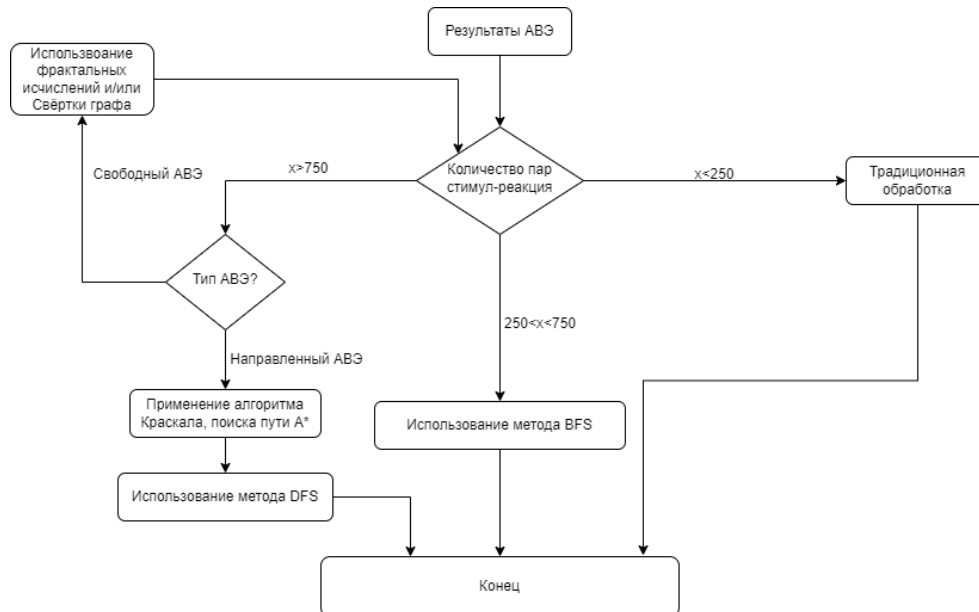 Результаты АВЭ
Использвоание
фрактальных
исчислений и/или
Свёртки графа
Свободный АВЭ
x>750
Количество пар
стимул-реакция
x<250
Традиционная
обработка
Тип АВЭ?
250<x<750
Направленный АВЭ
Применение алгоритма
Краскала, поиска пути A*
Использование метода BFS
Использование метода DFS
Конец